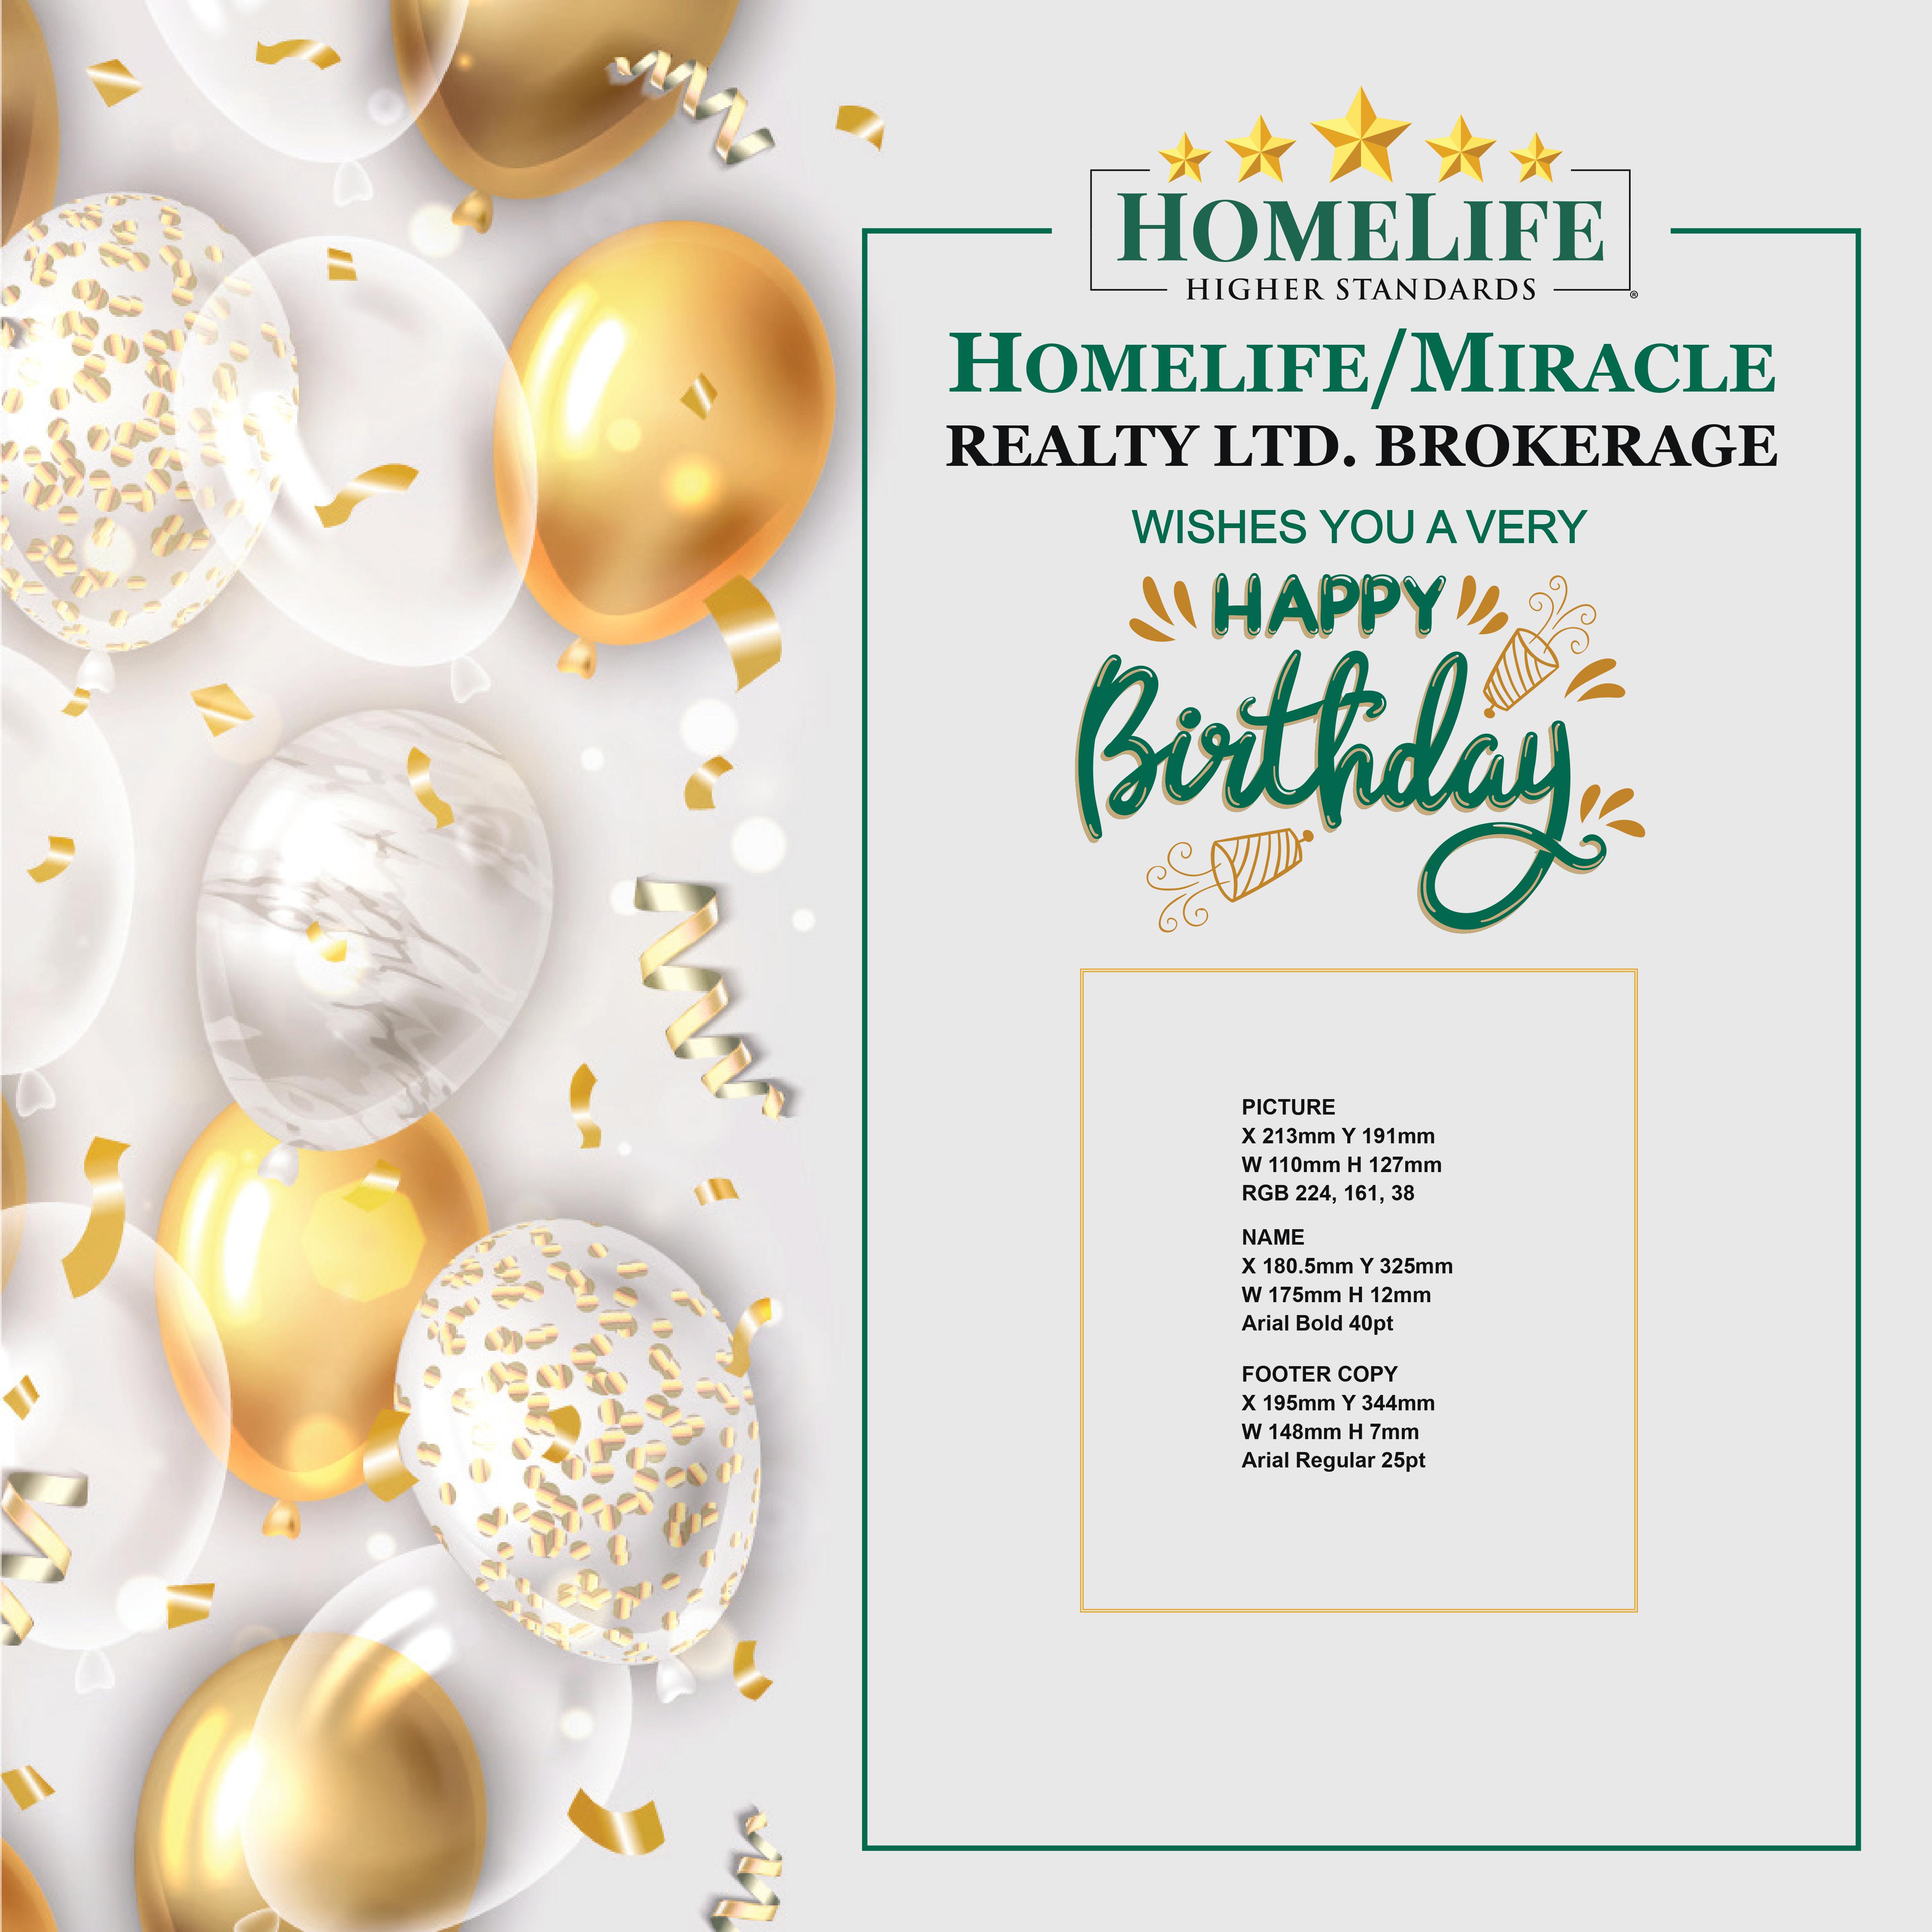 HOMELIFE
HIGHER STANDARDS ®
HOMELIFE/MIRACLE
REALTY LTD. BROKERAGE
WISHES YOU A VERY
HAPPY
Birthday
PICTURE
X 213mm Y 191mm
W 110mm H 127mm
RGB 224, 161, 38
NAME
X 180.5mm Y 325mm
W 175mm H 12mm
Arial Bold 40pt
FOOTER COPY
X 195mm Y 344mm
W 148mm H 7mm
Arial Regular 25pt